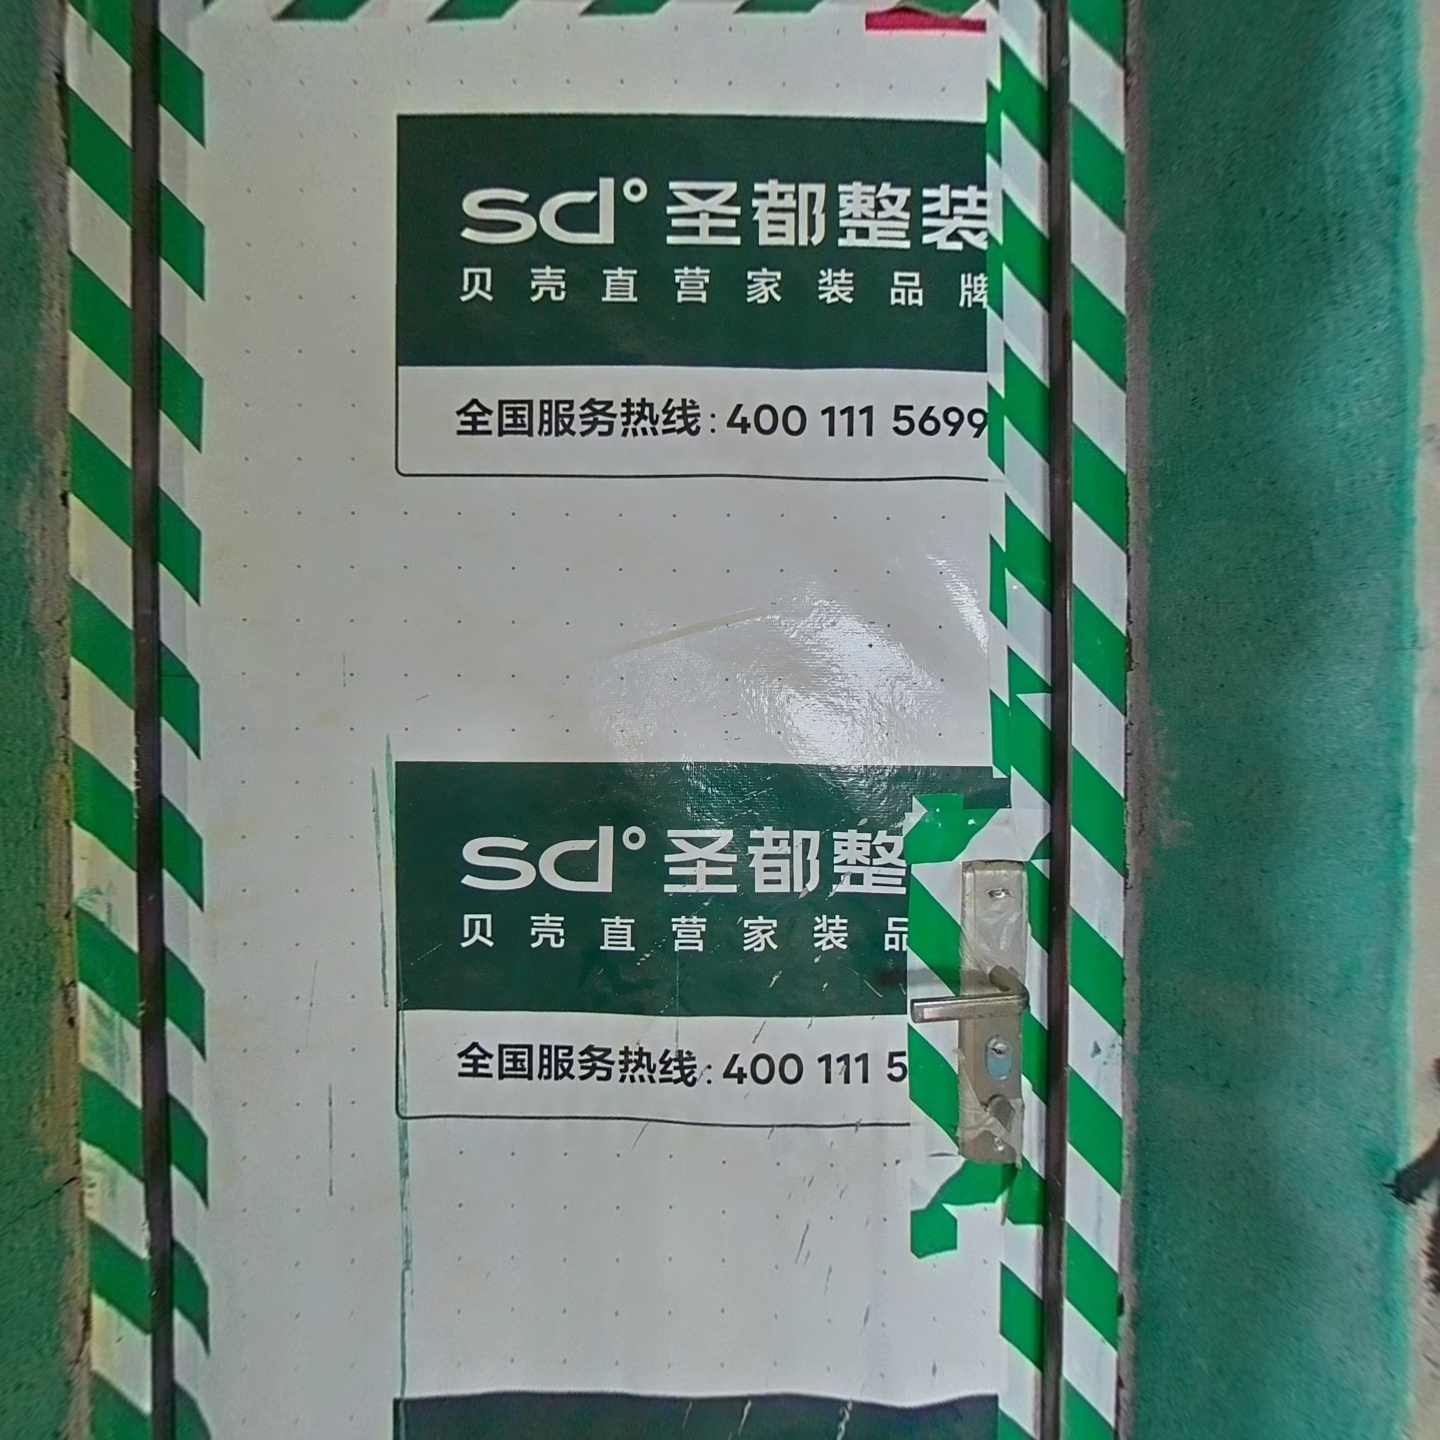 sd° 圣都整装
贝壳直营家装品牌
全国服务热线: 400 111 5699
sd° 圣都整
贝壳直营家装品
全国服务热线: 400 111 5